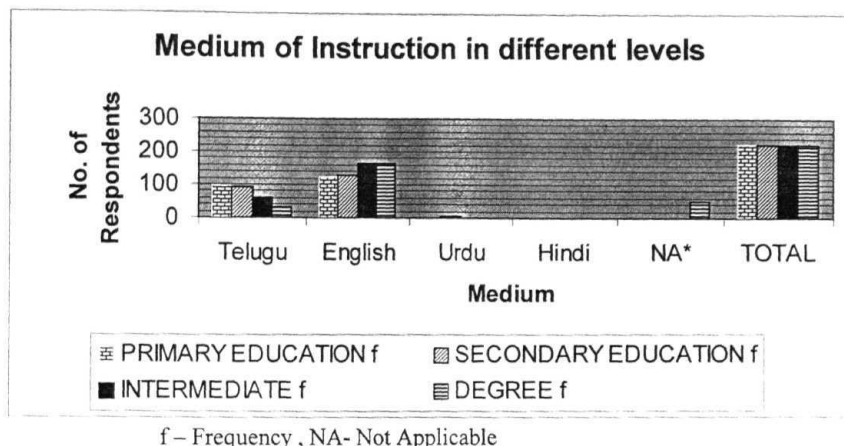 Medium of Instruction in different levels
300
200
100
0
No. of
Respondents
Telugu English Urdu Hindi NA* TOTAL
Medium
PRIMARY EDUCATION f SECONDARY EDUCATION f
INTERMEDIATE f DEGREE f
f – Frequency , NA- Not Applicable